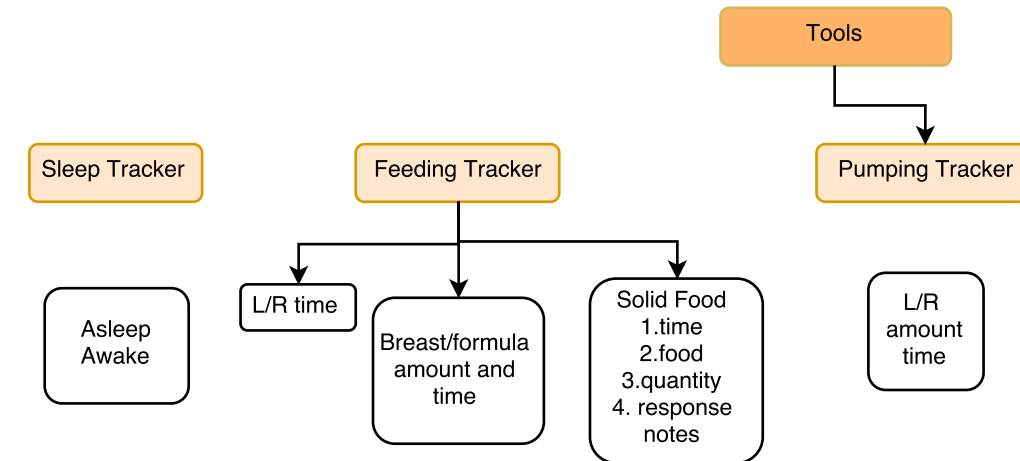 Tools
Sleep Tracker
Feeding Tracker
Pumping Tracker
Asleep
Awake
L/R time
Breast/formula
amount and
time
Solid Food
1.time
2.food
3.quantity
4. response
notes
L/R
amount
time